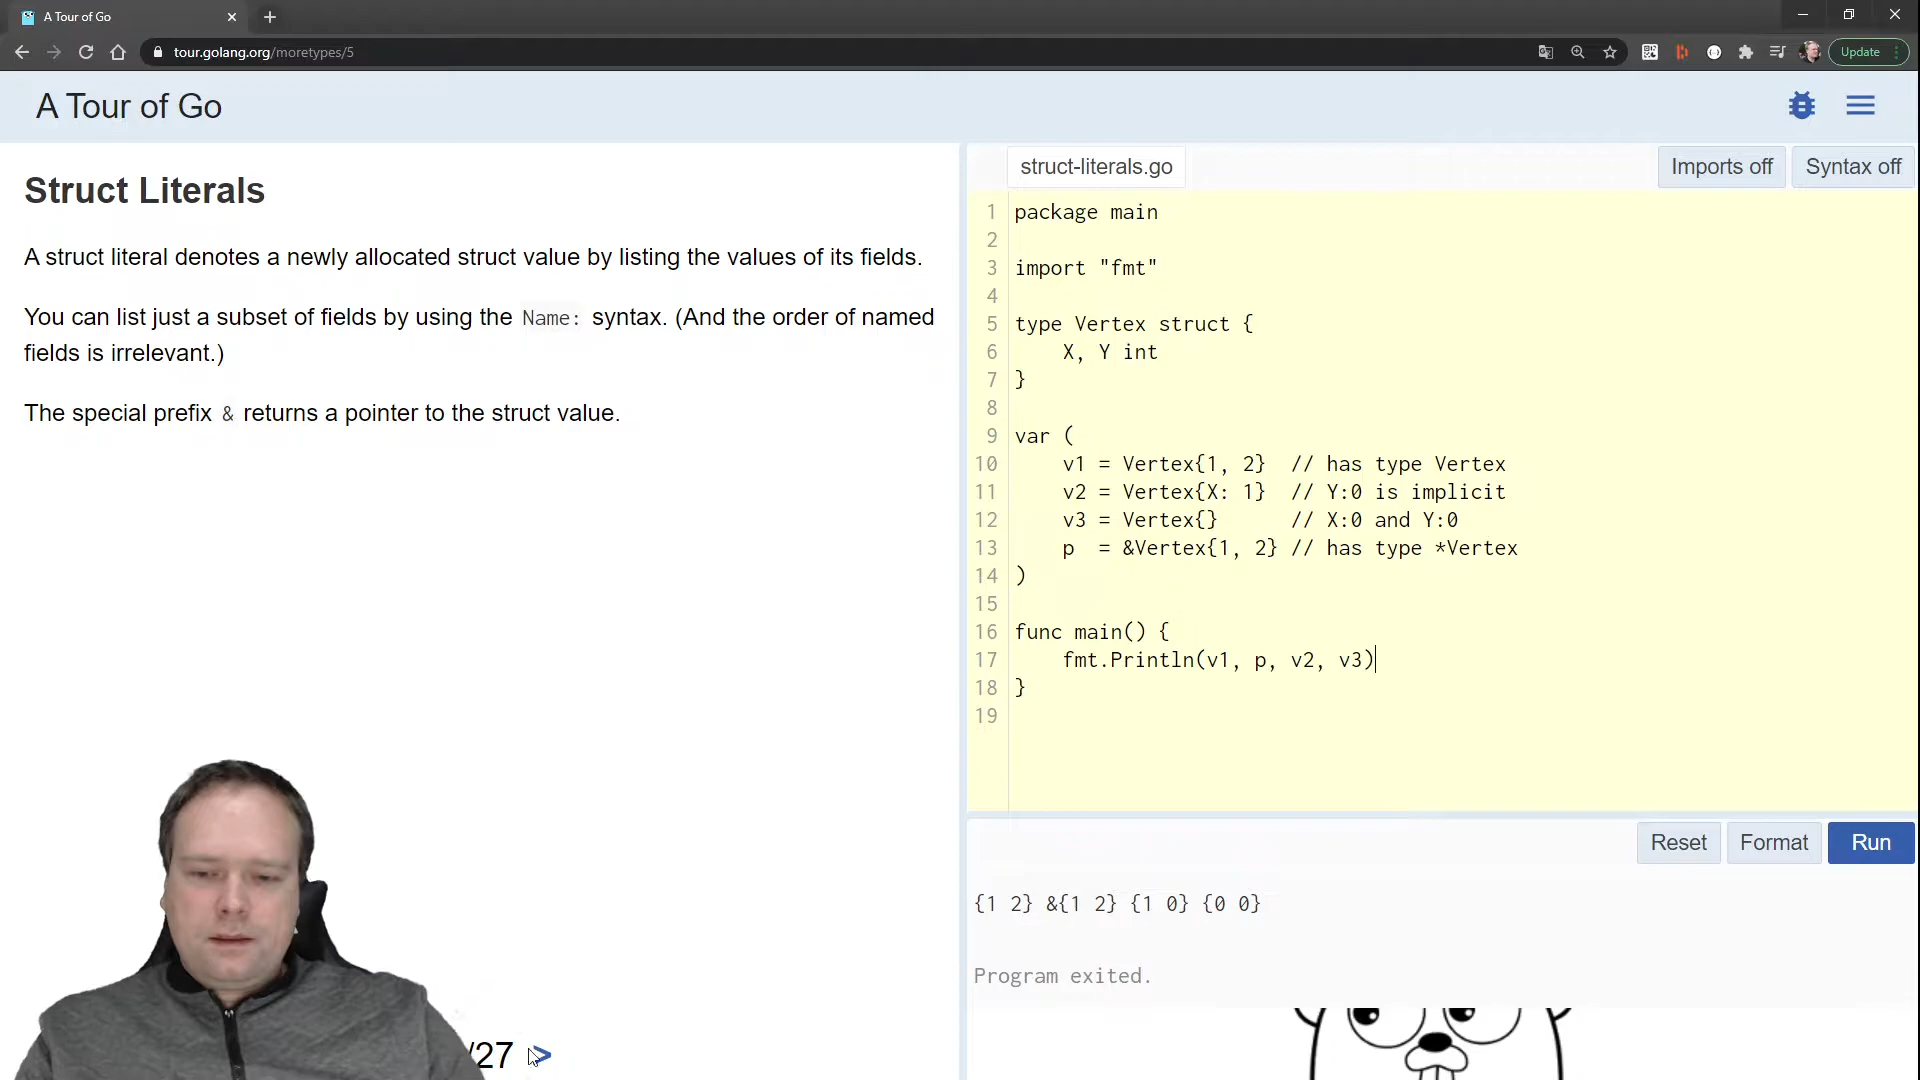 A Tour of Go
tour.golang.org/moretypes/5
Update
A Tour of Go
Struct Literals
A struct literal denotes a newly allocated struct value by listing the values of its fields.
You can list just a subset of fields by using the Name: syntax. (And the order of named
fields is irrelevant.)
The special prefix & returns a pointer to the struct value.
/27 >
struct-literals.go
Imports off
Syntax off
1 package main
2
3 import "fmt"
4
5 type Vertex struct {
6     X, Y int
7 }
8
9 var (
10     v1 = Vertex{1, 2}  // has type Vertex
11     v2 = Vertex{X: 1}  // Y:0 is implicit
12     v3 = Vertex{}      // X:0 and Y:0
13     p  = &Vertex{1, 2} // has type *Vertex
14 )
15
16 func main() {
17     fmt.Println(v1, p, v2, v3)
18 }
19
Reset
Format
Run
{1 2} &{1 2} {1 0} {0 0}
Program exited.